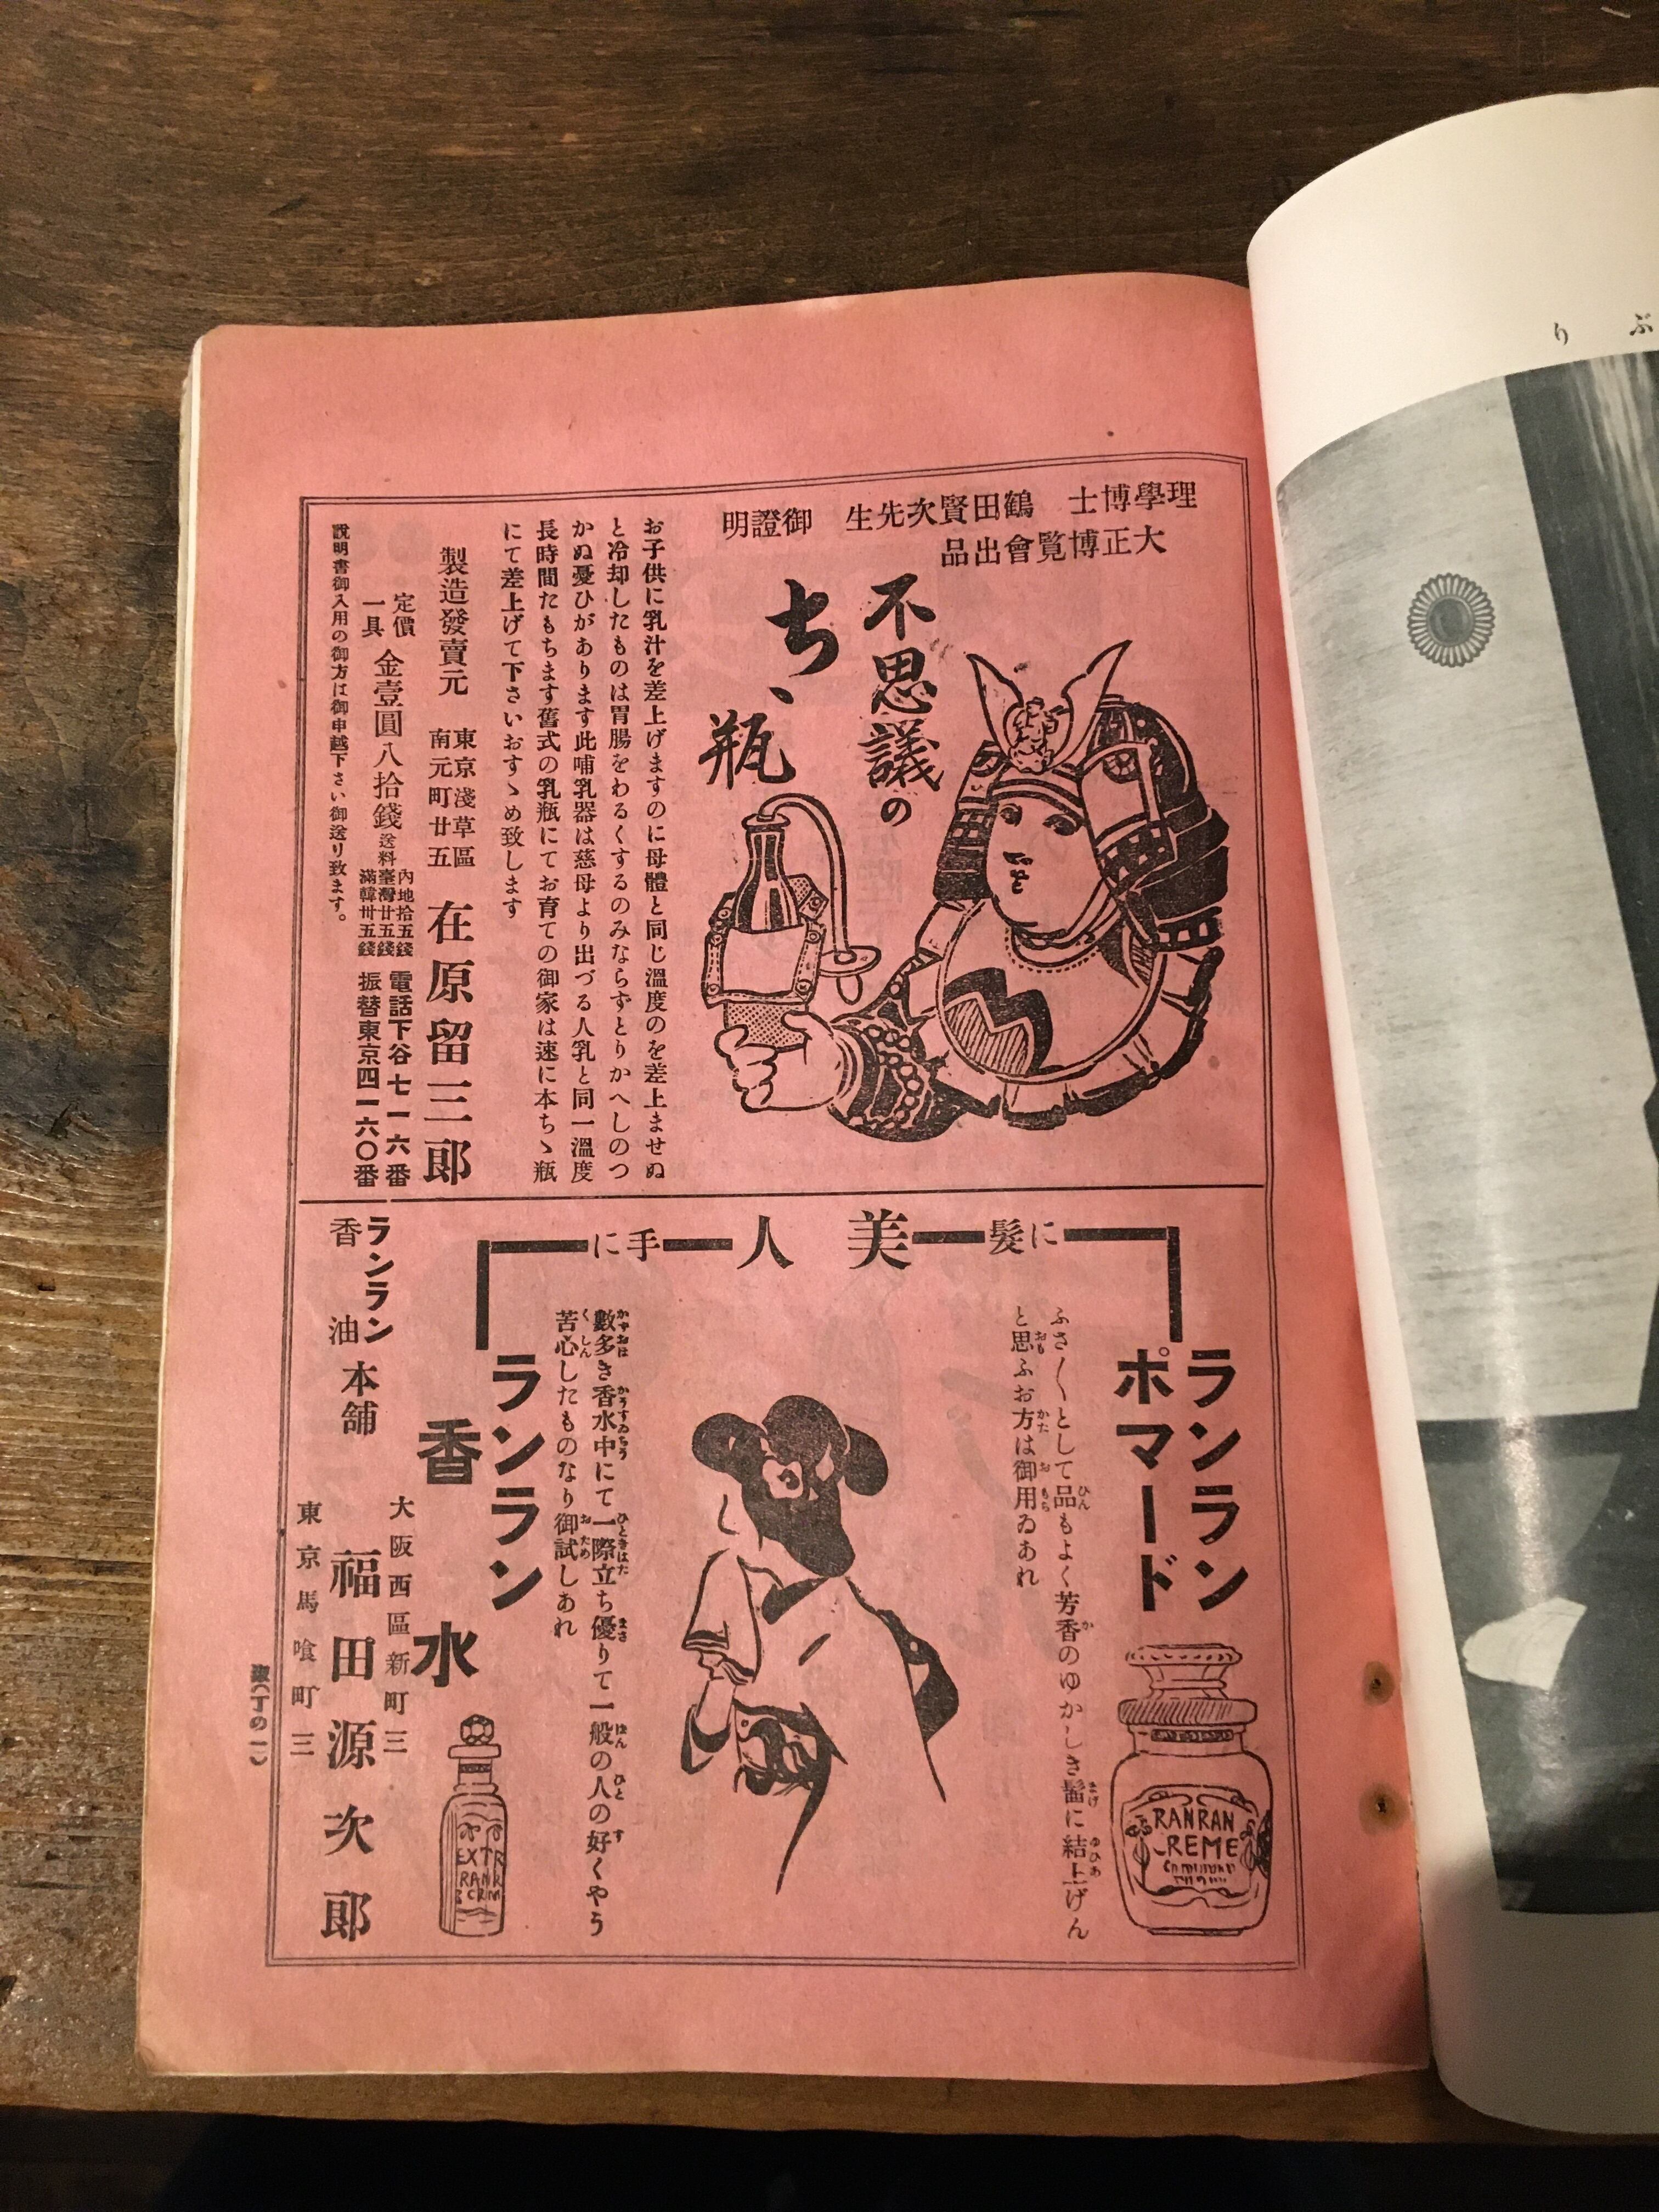 理學博士　鶴田賢次先生　御證明
大正博覽會出品
不思議の
ちゝ瓶
お子供に乳汁を差上げますのに母體と同じ溫度のを差上ませぬ
と冷却したものは胃腸をわるくするのみならずとりかへしのつ
かぬ憂ひがあります此哺乳器は慈母より出づる人乳と同一溫度
長時間たもちます舊式の乳瓶にてお育ての御家は速に本ちゝ瓶
にて差上げて下さいおすゝめ致します
製造發賣元
東京淺草區
南元町廿五
在原留三郎
定價
一具
金壹圓八拾錢
送料
內地拾五錢
臺灣廿五錢
滿韓卅五錢
電話下谷七一六番
振替東京四一六〇番
說明書御入用の御方は御申越下さい御送り致ます。
美人
髮に
手に
ランラン
ポマード
ふさ〱として品もよく芳香のゆかしき髷に結上げん
と思ふお方は御用ゐあれ
RANRAN
CREME
數多き香水中にて一際立ち優りて一般の人の好くやう
苦心したものなり御試しあれ
ランラン
香水
EXTR
ランラン
香油
本舖
大阪西區新町三
福田源次郎
東京馬喰町三
ぶり